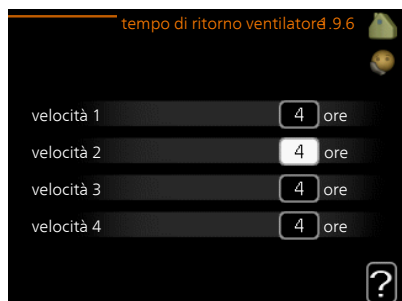 tempo di ritorno ventilatore 1.9.6
velocità 1 4 ore
velocità 2 4 ore
velocità 3 4 ore
velocità 4 4 ore
?